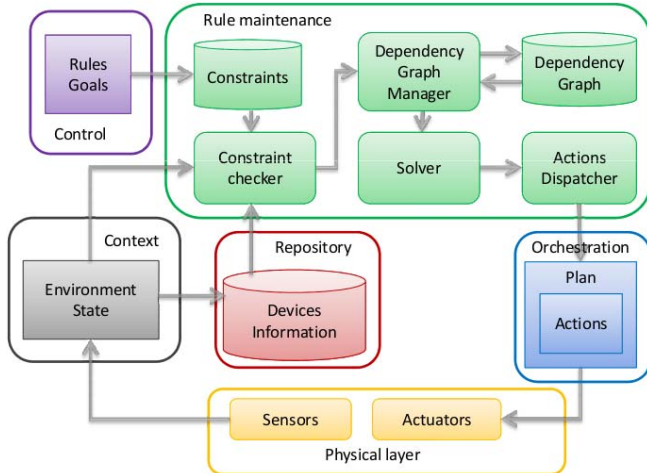 Rule maintenance
Rules
Goals
Control
Constraints
Dependency
Graph
Manager
Dependency
Graph
Constraint
checker
Solver
Actions
Dispatcher
Context
Environment
State
Repository
Devices
Information
Orchestration
Plan
Actions
Sensors
Actuators
Physical layer